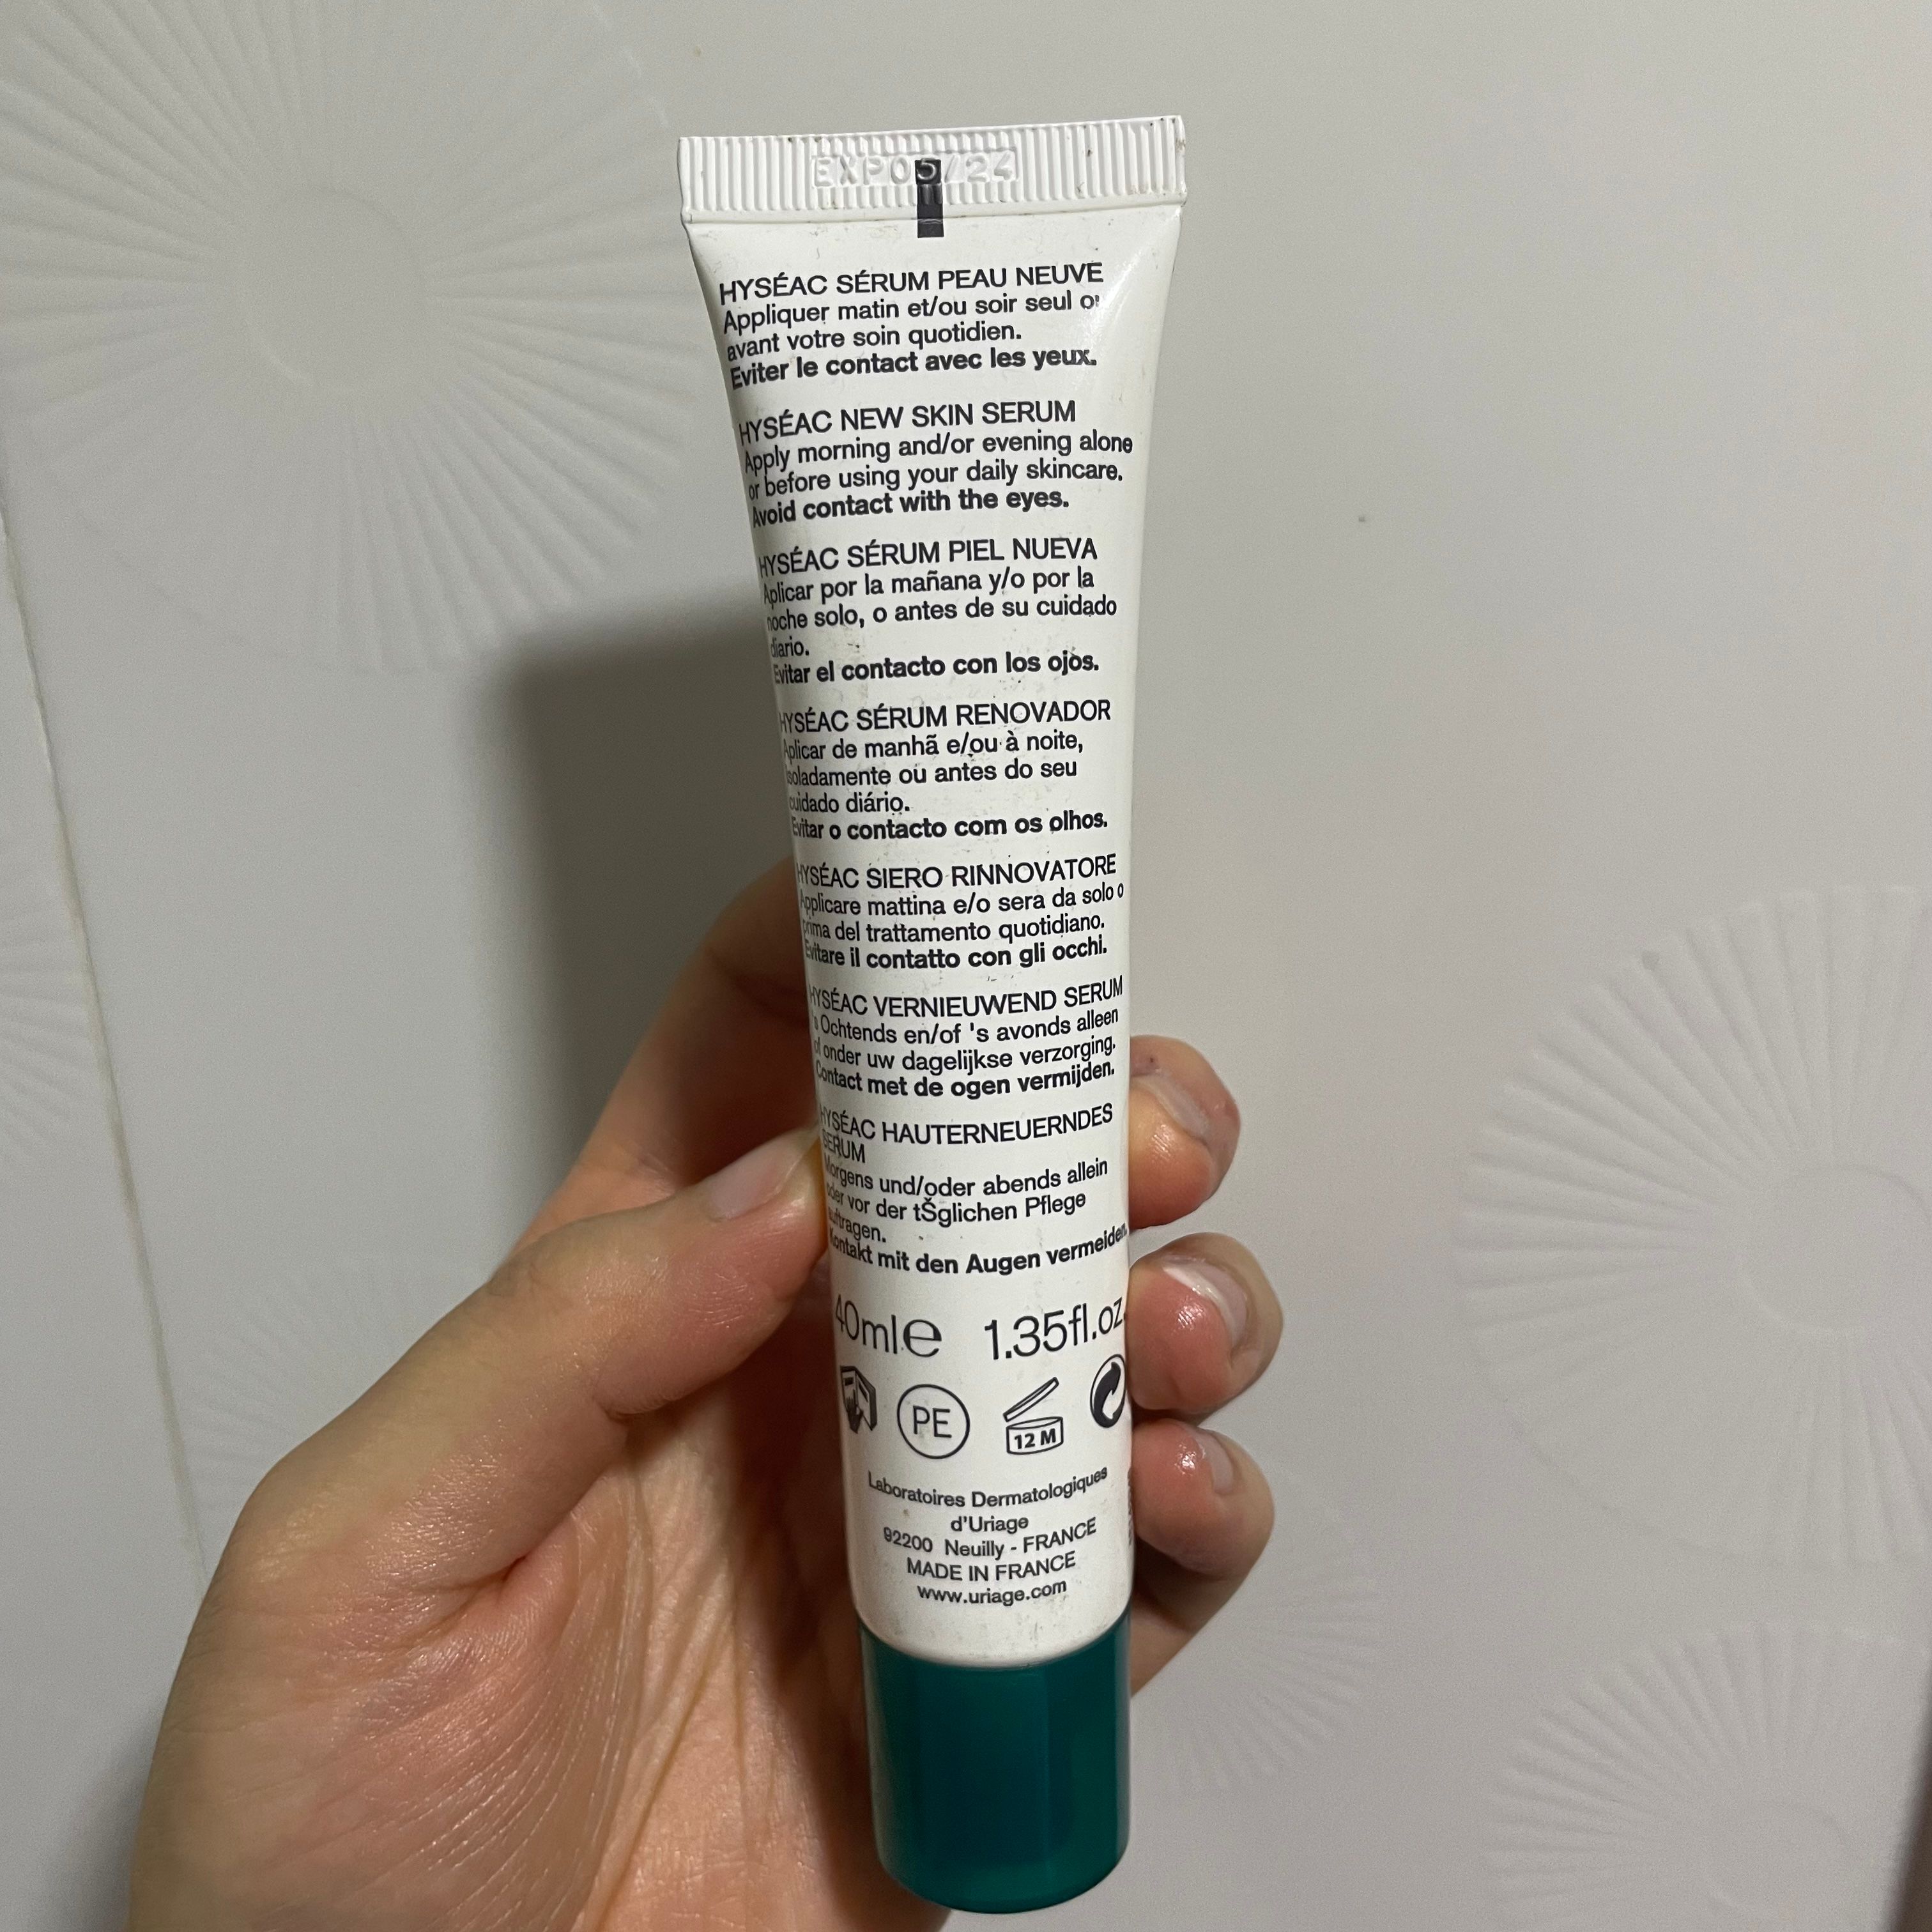 EXP05/24
HYSÉAC SÉRUM PEAU NEUVE
Appliquer matin et/ou soir seul
avant votre soin quotidien.
Eviter le contact avec les yeux.
HYSÉAC NEW SKIN SERUM
Apply morning and/or evening alone
or before using your daily skincare.
Avoid contact with the eyes.
HYSÉAC SÉRUM PIEL NUEVA
Aplicar por la mañana y/o por la
noche solo, o antes de su cuidado
diario.
Evitar el contacto con los ojos.
HYSÉAC SÉRUM RENOVADOR
Aplicar de manhã e/ou à noite,
isoladamente ou antes do seu
cuidado diário.
Evitar o contacto com os olhos.
HYSÉAC SIERO RINNOVATORE
Applicare mattina e/o sera da solo o
prima del trattamento quotidiano.
Evitare il contatto con gli occhi.
HYSÉAC VERNIEUWEND SERUM
's Ochtends en/of 's avonds alleen
of onder uw dagelijkse verzorging.
Contact met de ogen vermijden.
HYSÉAC HAUTERNEUERNDES
SERUM
Morgens und/oder abends allein
oder vor der tŠglichen Pflege
auftragen.
Kontakt mit den Augen vermeiden.
40ml℮ 1.35fl.oz.
PE 12 M
Laboratoires Dermatologiques
d'Uriage
92200 Neuilly - FRANCE
MADE IN FRANCE
www.uriage.com